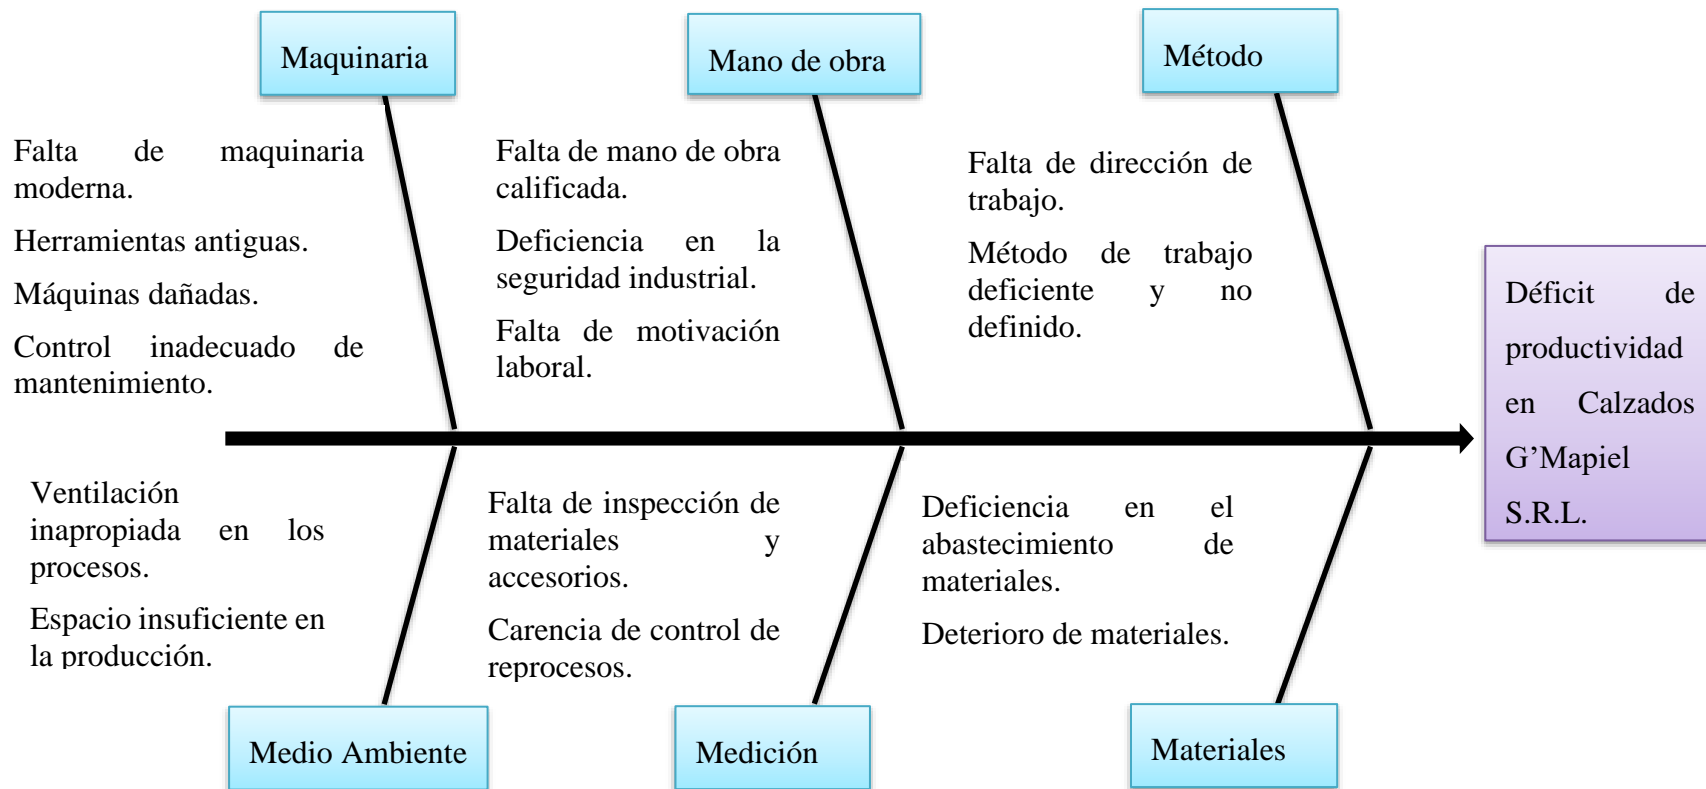 Maquinaria
Mano de obra
Método
Falta de maquinaria
moderna.
Herramientas antiguas.
Máquinas dañadas.
Control inadecuado de
mantenimiento.
Falta de mano de obra
calificada.
Deficiencia en la
seguridad industrial.
Falta de motivación
laboral.
Falta de dirección de
trabajo.
Método de trabajo
deficiente y no
definido.
Déficit de
productividad
en Calzados
G’Mapiel
S.R.L.
Ventilación
inapropiada en los
procesos.
Espacio insuficiente en
la producción.
Falta de inspección de
materiales y
accesorios.
Carencia de control de
reprocesos.
Deficiencia en el
abastecimiento de
materiales.
Deterioro de materiales.
Medio Ambiente
Medición
Materiales